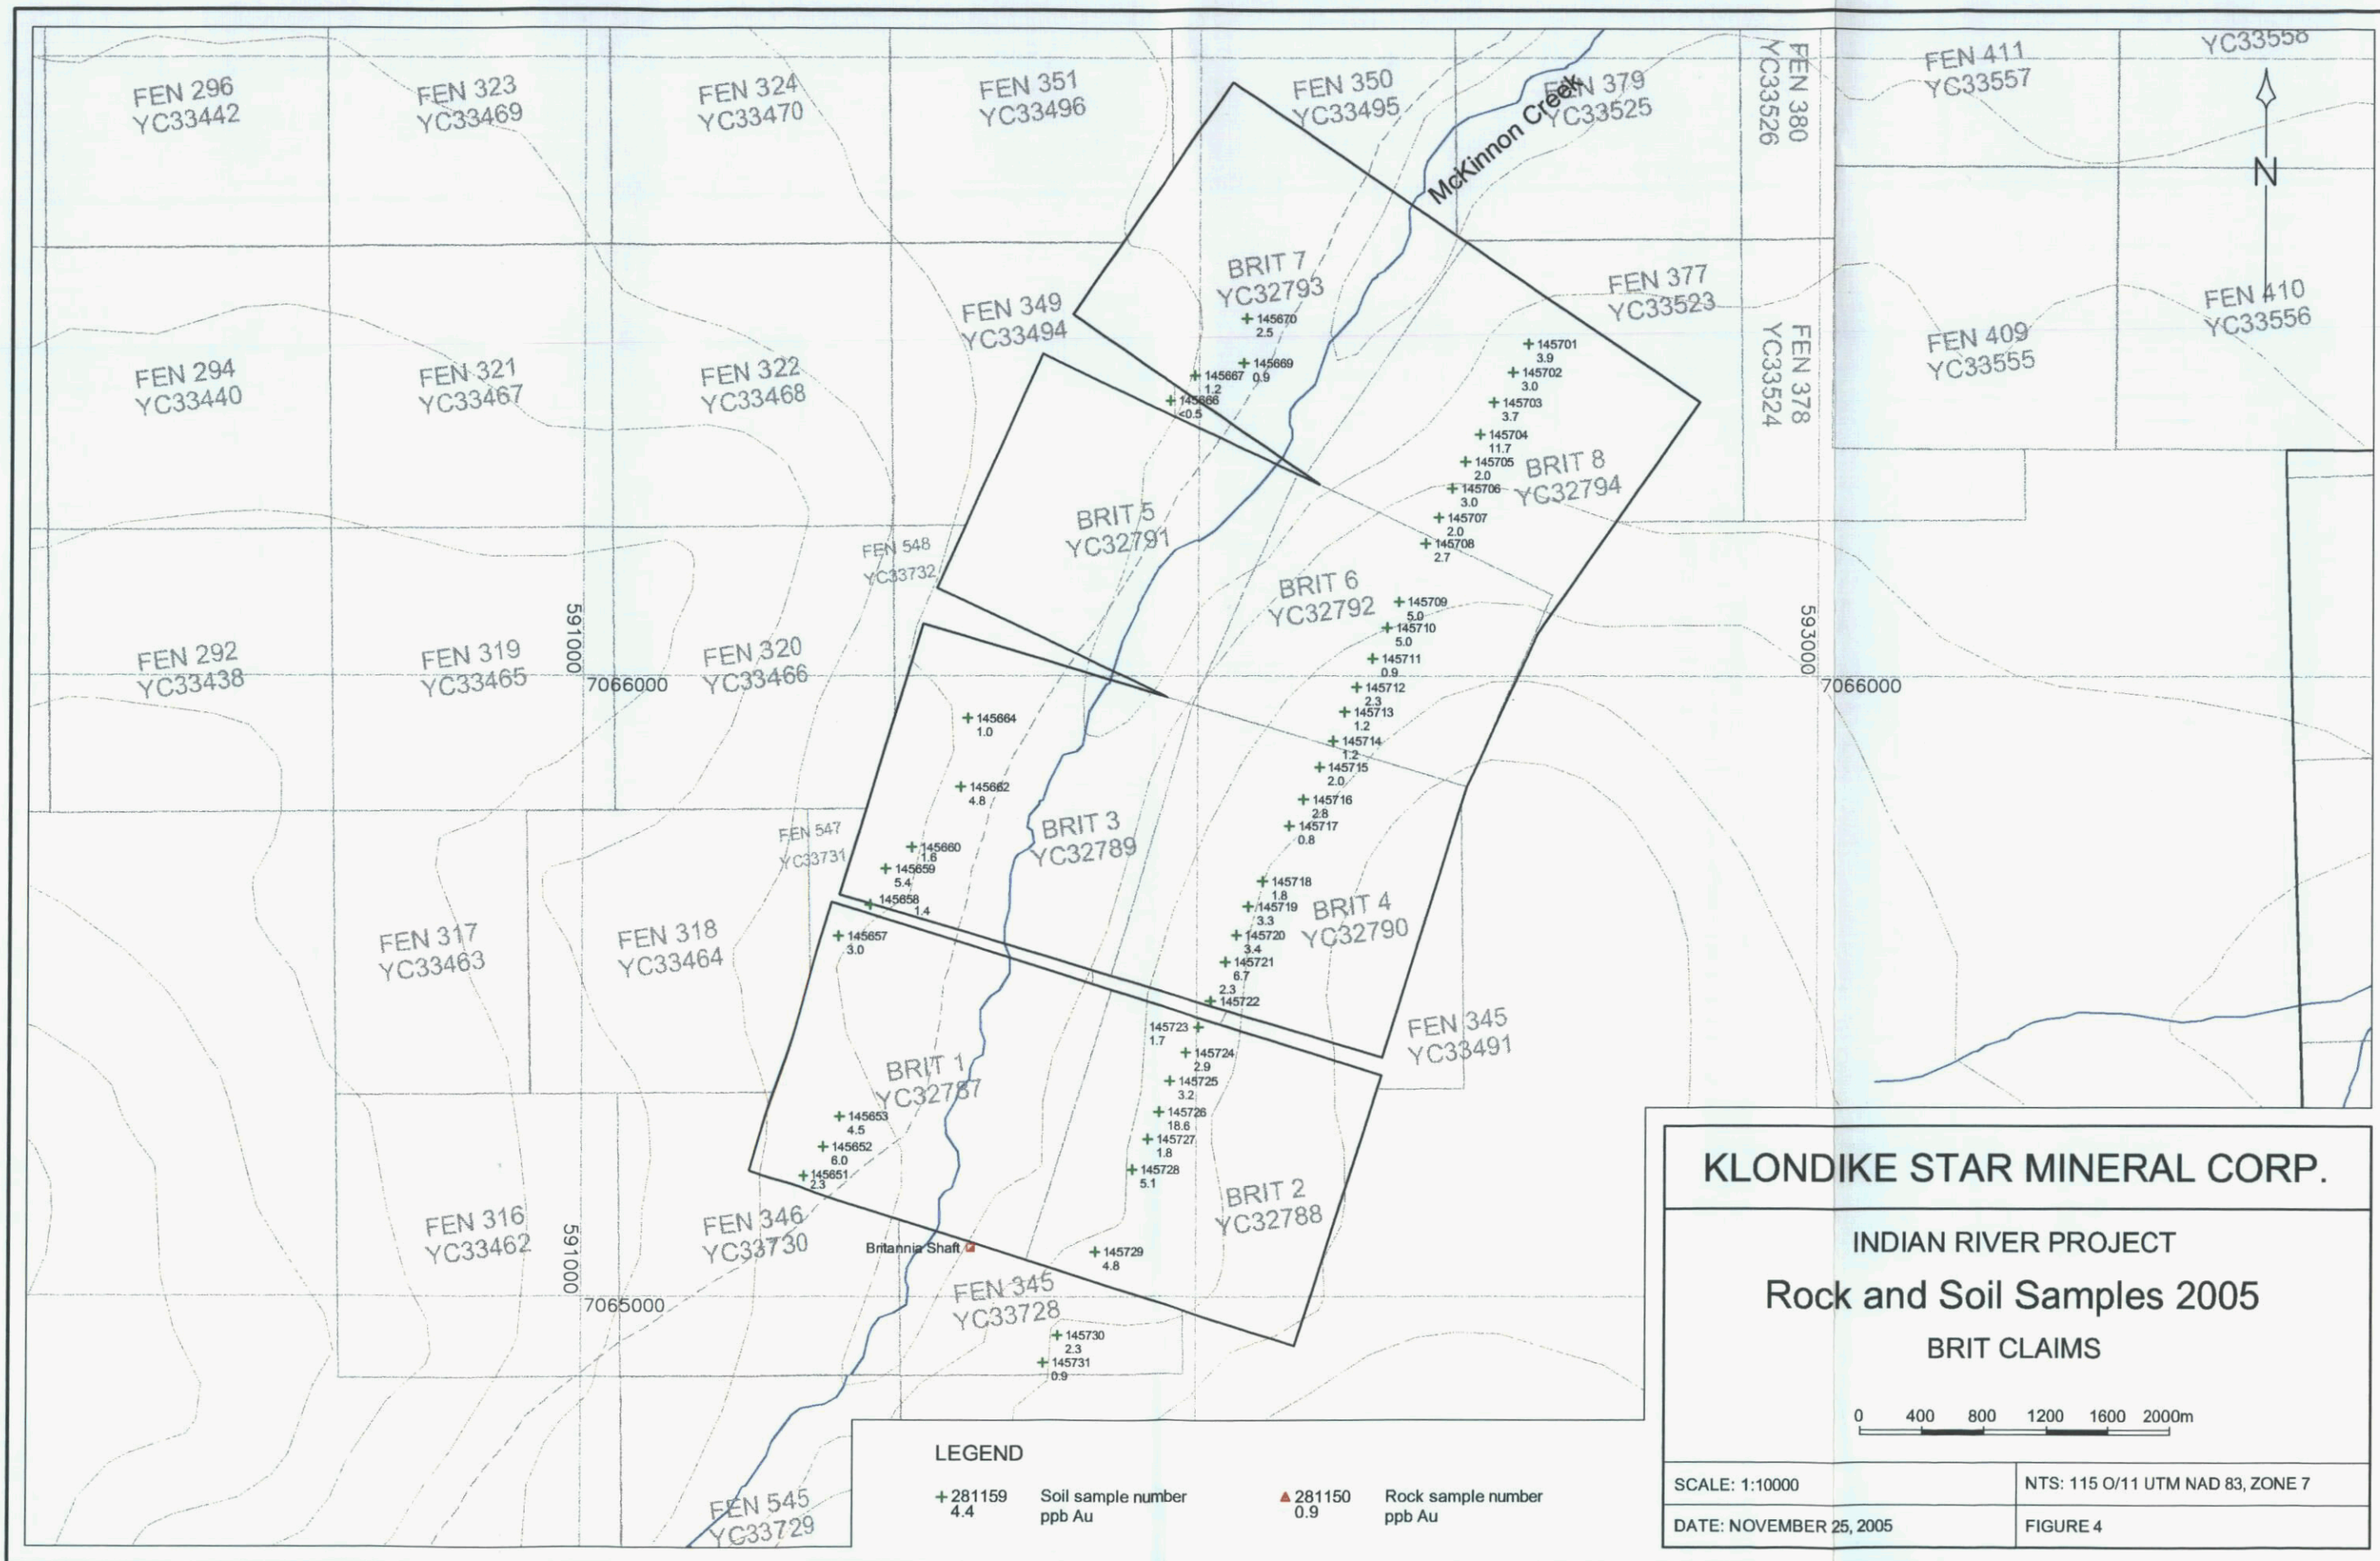 FEN 296
YC33442
FEN 323
YC33469
FEN 324
YC33470
FEN 351
YC33496
FEN 350
YC33495
FEN 379
YC33525
McKinnon Creek
FEN 380
YC33526
FEN 411
YC33557
YC33558
N
FEN 294
YC33440
FEN 321
YC33467
FEN 322
YC33468
FEN 349
YC33494
BRIT 7
YC32793
FEN 377
YC33523
FEN 378
YC33524
FEN 409
YC33555
FEN 410
YC33556
145670
2.5
145669
0.9
145667
1.2
145666
<0.5
145701
3.9
145702
3.0
145703
3.7
145704
11.7
145705
2.0
145706
3.0
145707
2.0
145708
2.7
BRIT 8
YC32794
BRIT 5
YC32791
FEN 548
YC33732
BRIT 6
YC32792
145709
5.0
145710
5.0
145711
0.9
145712
2.3
145713
1.2
145714
1.2
145715
2.0
145716
2.8
145717
0.8
FEN 292
YC33438
FEN 319
YC33465
591000
7066000
FEN 320
YC33466
593000
7066000
145664
1.0
145662
4.8
145660
1.6
145659
5.4
145658
1.4
145657
3.0
FEN 547
YC33731
BRIT 3
YC32789
145718
1.8
145719
3.3
145720
3.4
145721
6.7
2.3
145722
BRIT 4
YC32790
FEN 317
YC33463
FEN 318
YC33464
145723
1.7
145724
2.9
145725
3.2
145726
18.6
145727
1.8
145728
5.1
FEN 345
YC33491
BRIT 1
YC32787
145653
4.5
145652
6.0
145651
2.3
BRIT 2
YC32788
FEN 316
YC33462
591000
7065000
FEN 346
YC33730
Britannia Shaft
145729
4.8
FEN 345
YC33728
145730
2.3
145731
0.9
FEN 545
YC33729
LEGEND
281159
4.4
Soil sample number
ppb Au
281150
0.9
Rock sample number
ppb Au
KLONDIKE STAR MINERAL CORP.
INDIAN RIVER PROJECT
Rock and Soil Samples 2005
BRIT CLAIMS
0 400 800 1200 1600 2000m
SCALE: 1:10000
NTS: 115 O/11 UTM NAD 83, ZONE 7
DATE: NOVEMBER 25, 2005
FIGURE 4